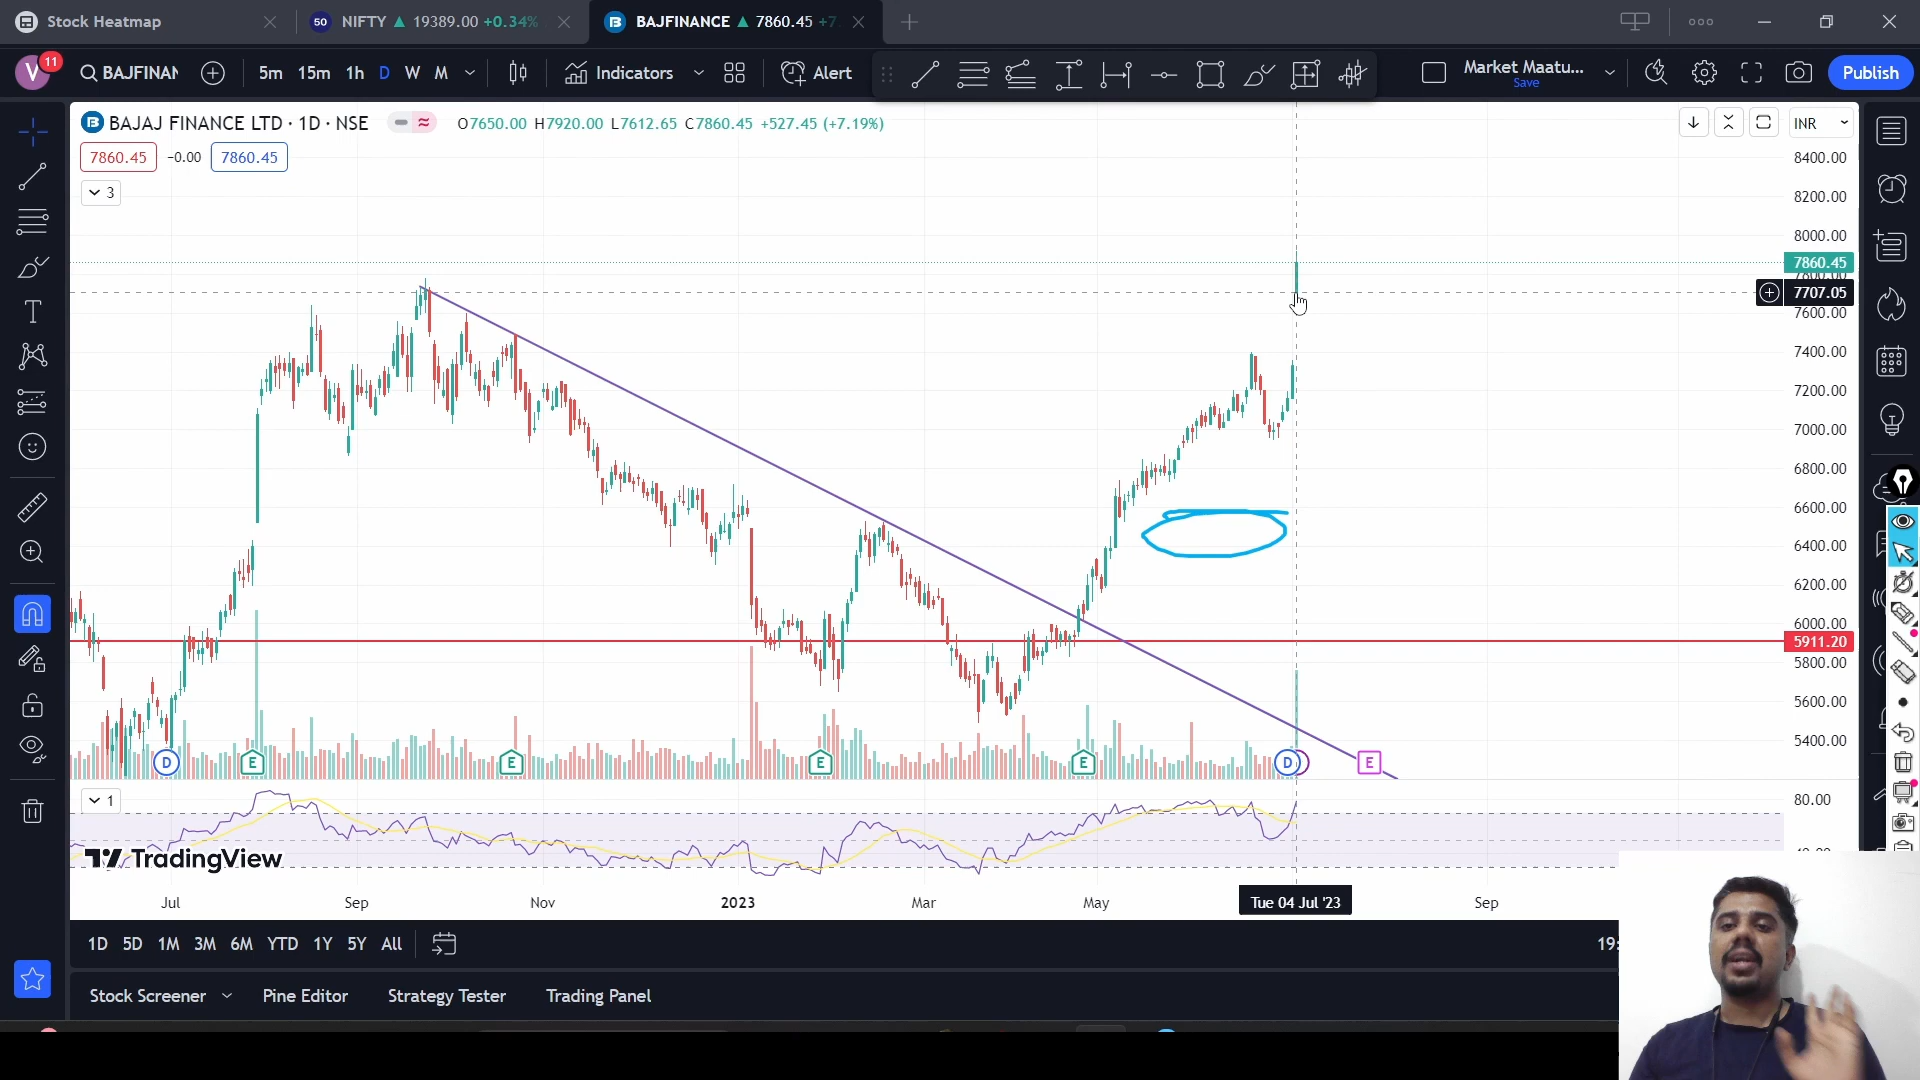 Stock Heatmap
50 NIFTY ▲ 19389.00 +0.34%
BAJFINANCE ▲ 7860.45 +7
V 11
BAJFINAN
5m 15m 1h D W M
Indicators
Alert
Market Maatu...
Save
Publish
BAJAJ FINANCE LTD · 1D · NSE
O7650.00 H7920.00 L7612.65 C7860.45 +527.45 (+7.19%)
INR
7860.45 −0.00 7860.45
3
8400.00
8200.00
8000.00
7860.45
7800.00
7707.05
7600.00
7400.00
7200.00
7000.00
6800.00
6600.00
6400.00
6200.00
6000.00
5911.20
5800.00
5600.00
5400.00
D E E E E D E
1
80.00
TradingView
Jul Sep Nov 2023 Mar May Tue 04 Jul '23 Sep
1D 5D 1M 3M 6M YTD 1Y 5Y All
19:
Stock Screener Pine Editor Strategy Tester Trading Panel